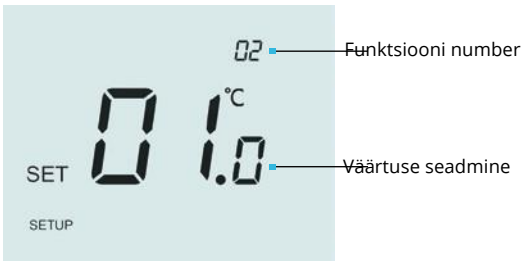 02
Funktsiooni number
SET 01.0 °C
Väärtuse seadmine
SETUP